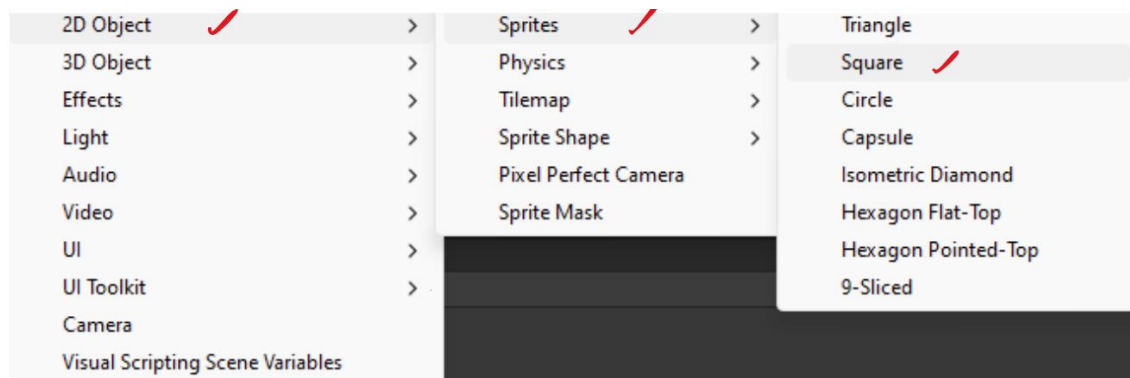 2D Object
3D Object
Effects
Light
Audio
Video
UI
UI Toolkit
Camera
Visual Scripting Scene Variables
Sprites
Physics
Tilemap
Sprite Shape
Pixel Perfect Camera
Sprite Mask
Triangle
Square
Circle
Capsule
Isometric Diamond
Hexagon Flat-Top
Hexagon Pointed-Top
9-Sliced